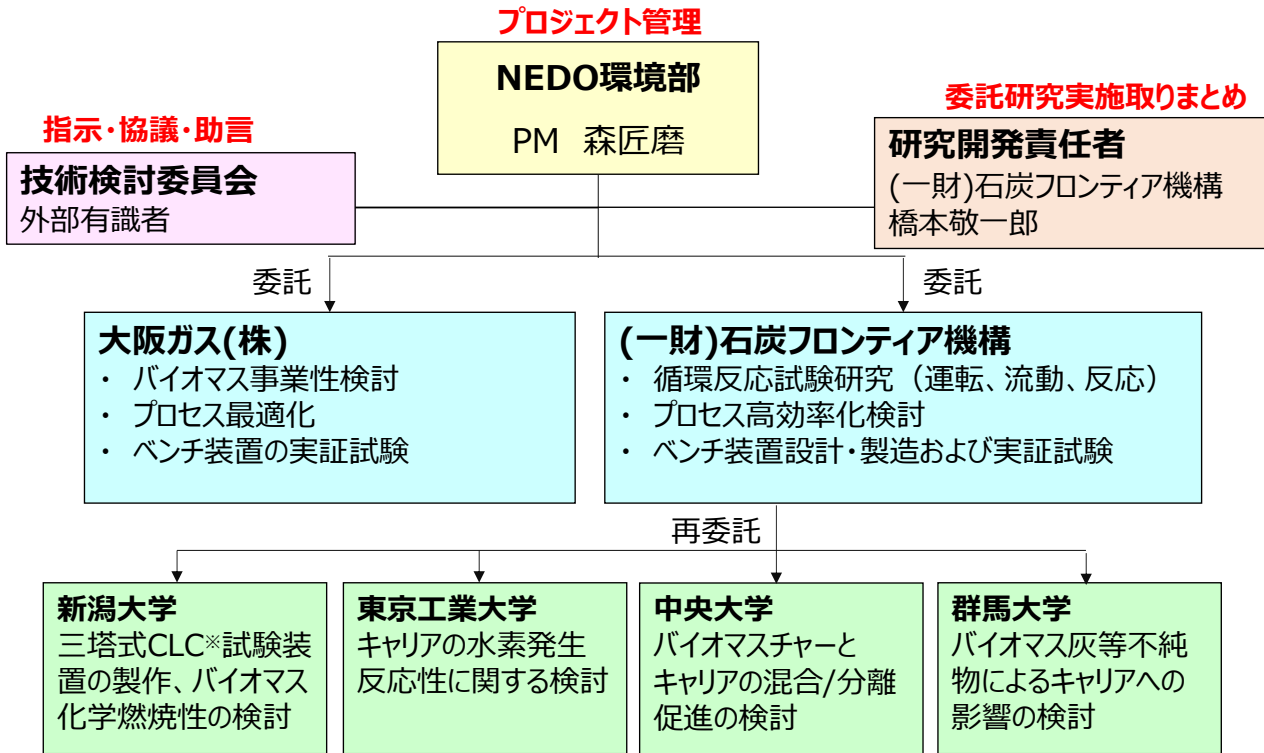 プロジェクト管理
NEDO環境部
PM 森匠磨
指示・協議・助言
技術検討委員会
外部有識者
委託研究実施取りまとめ
研究開発責任者
(一財)石炭フロンティア機構
橋本敬一郎
委託
委託
大阪ガス(株)
・ バイオマス事業性検討
・ プロセス最適化
・ ベンチ装置の実証試験
(一財)石炭フロンティア機構
・ 循環反応試験研究（運転、流動、反応）
・ プロセス高効率化検討
・ ベンチ装置設計・製造および実証試験
再委託
新潟大学
三塔式CLC※試験装
置の製作、バイオマス
化学燃焼性の検討
東京工業大学
キャリアの水素発生
反応性に関する検討
中央大学
バイオマスチャーと
キャリアの混合/分離
促進の検討
群馬大学
バイオマス灰等不純
物によるキャリアへの
影響の検討